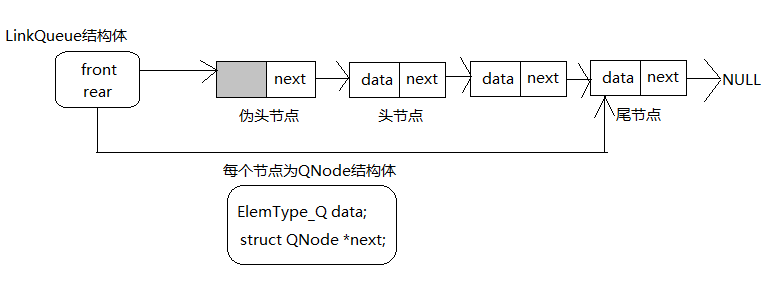 LinkQueue结构体
front
rear
next
data next
data next
data next
NULL
伪头节点
头节点
尾节点
每个节点为QNode结构体
ElemType_Q data;
struct QNode *next;